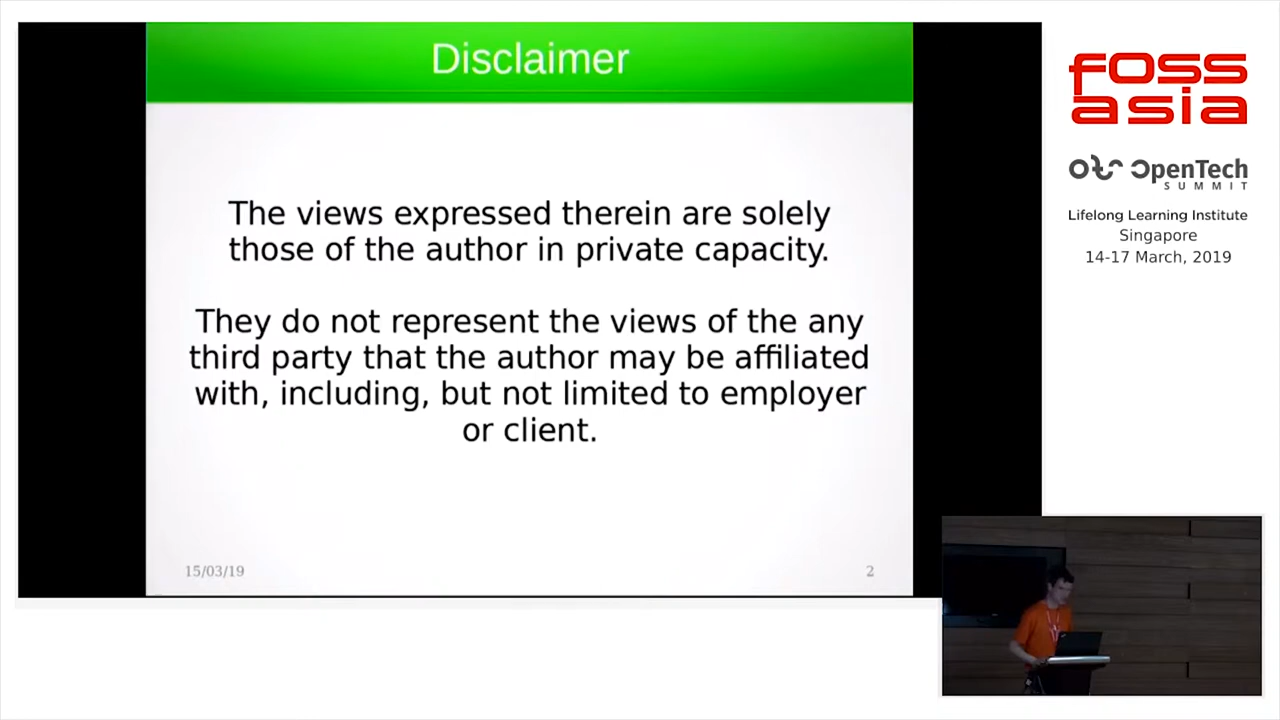 Disclaimer
The views expressed therein are solely
those of the author in private capacity.
They do not represent the views of the any
third party that the author may be affiliated
with, including, but not limited to employer
or client.
15/03/19
2
foss
asia
OpenTech
SUMMIT
Lifelong Learning Institute
Singapore
14-17 March, 2019